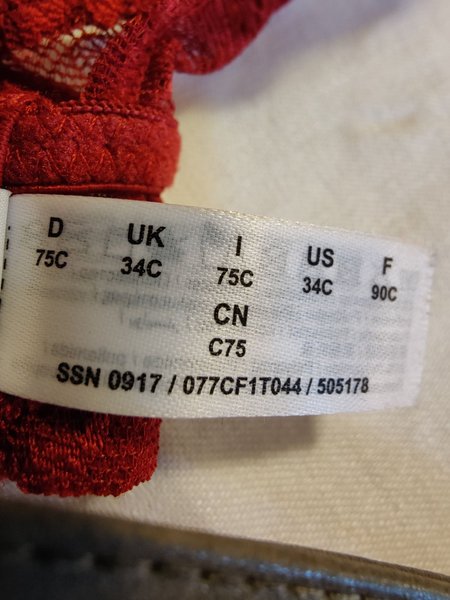 D UK I US F
75C 34C 75C 34C 90C
CN
C75
SSN 0917 / 077CF1T044 / 505178